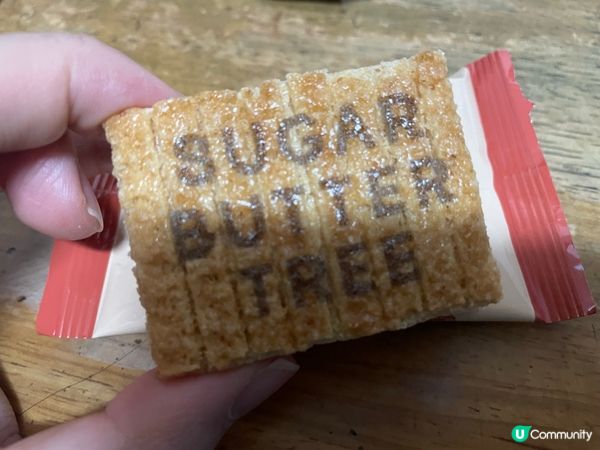 SUGAR
BUTTER
TREE
U Community